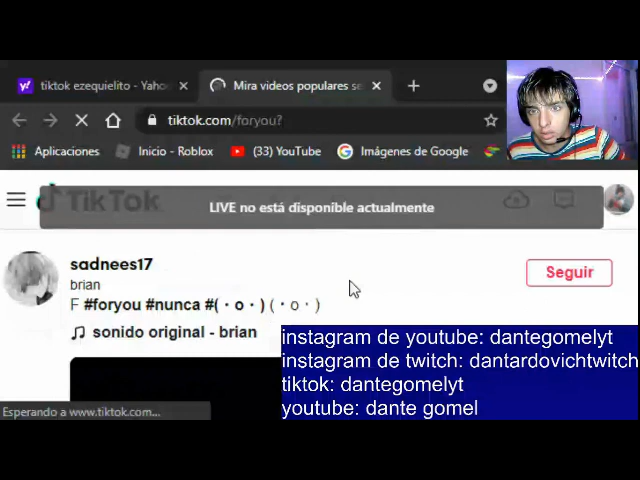 tiktok ezequielito - Yaho
Mira videos populares se
tiktok.com/foryou?
Aplicaciones
Inicio - Roblox
(33) YouTube
Imágenes de Google
TikTok
LIVE no está disponible actualmente
sadnees17
brian
Seguir
F #foryou #nunca #(・o・) (・o・)
sonido original - brian
instagram de youtube: dantegomelyt
instagram de twitch: dantardovichtwitch
tiktok: dantegomelyt
youtube: dante gomel
Esperando a www.tiktok.com...